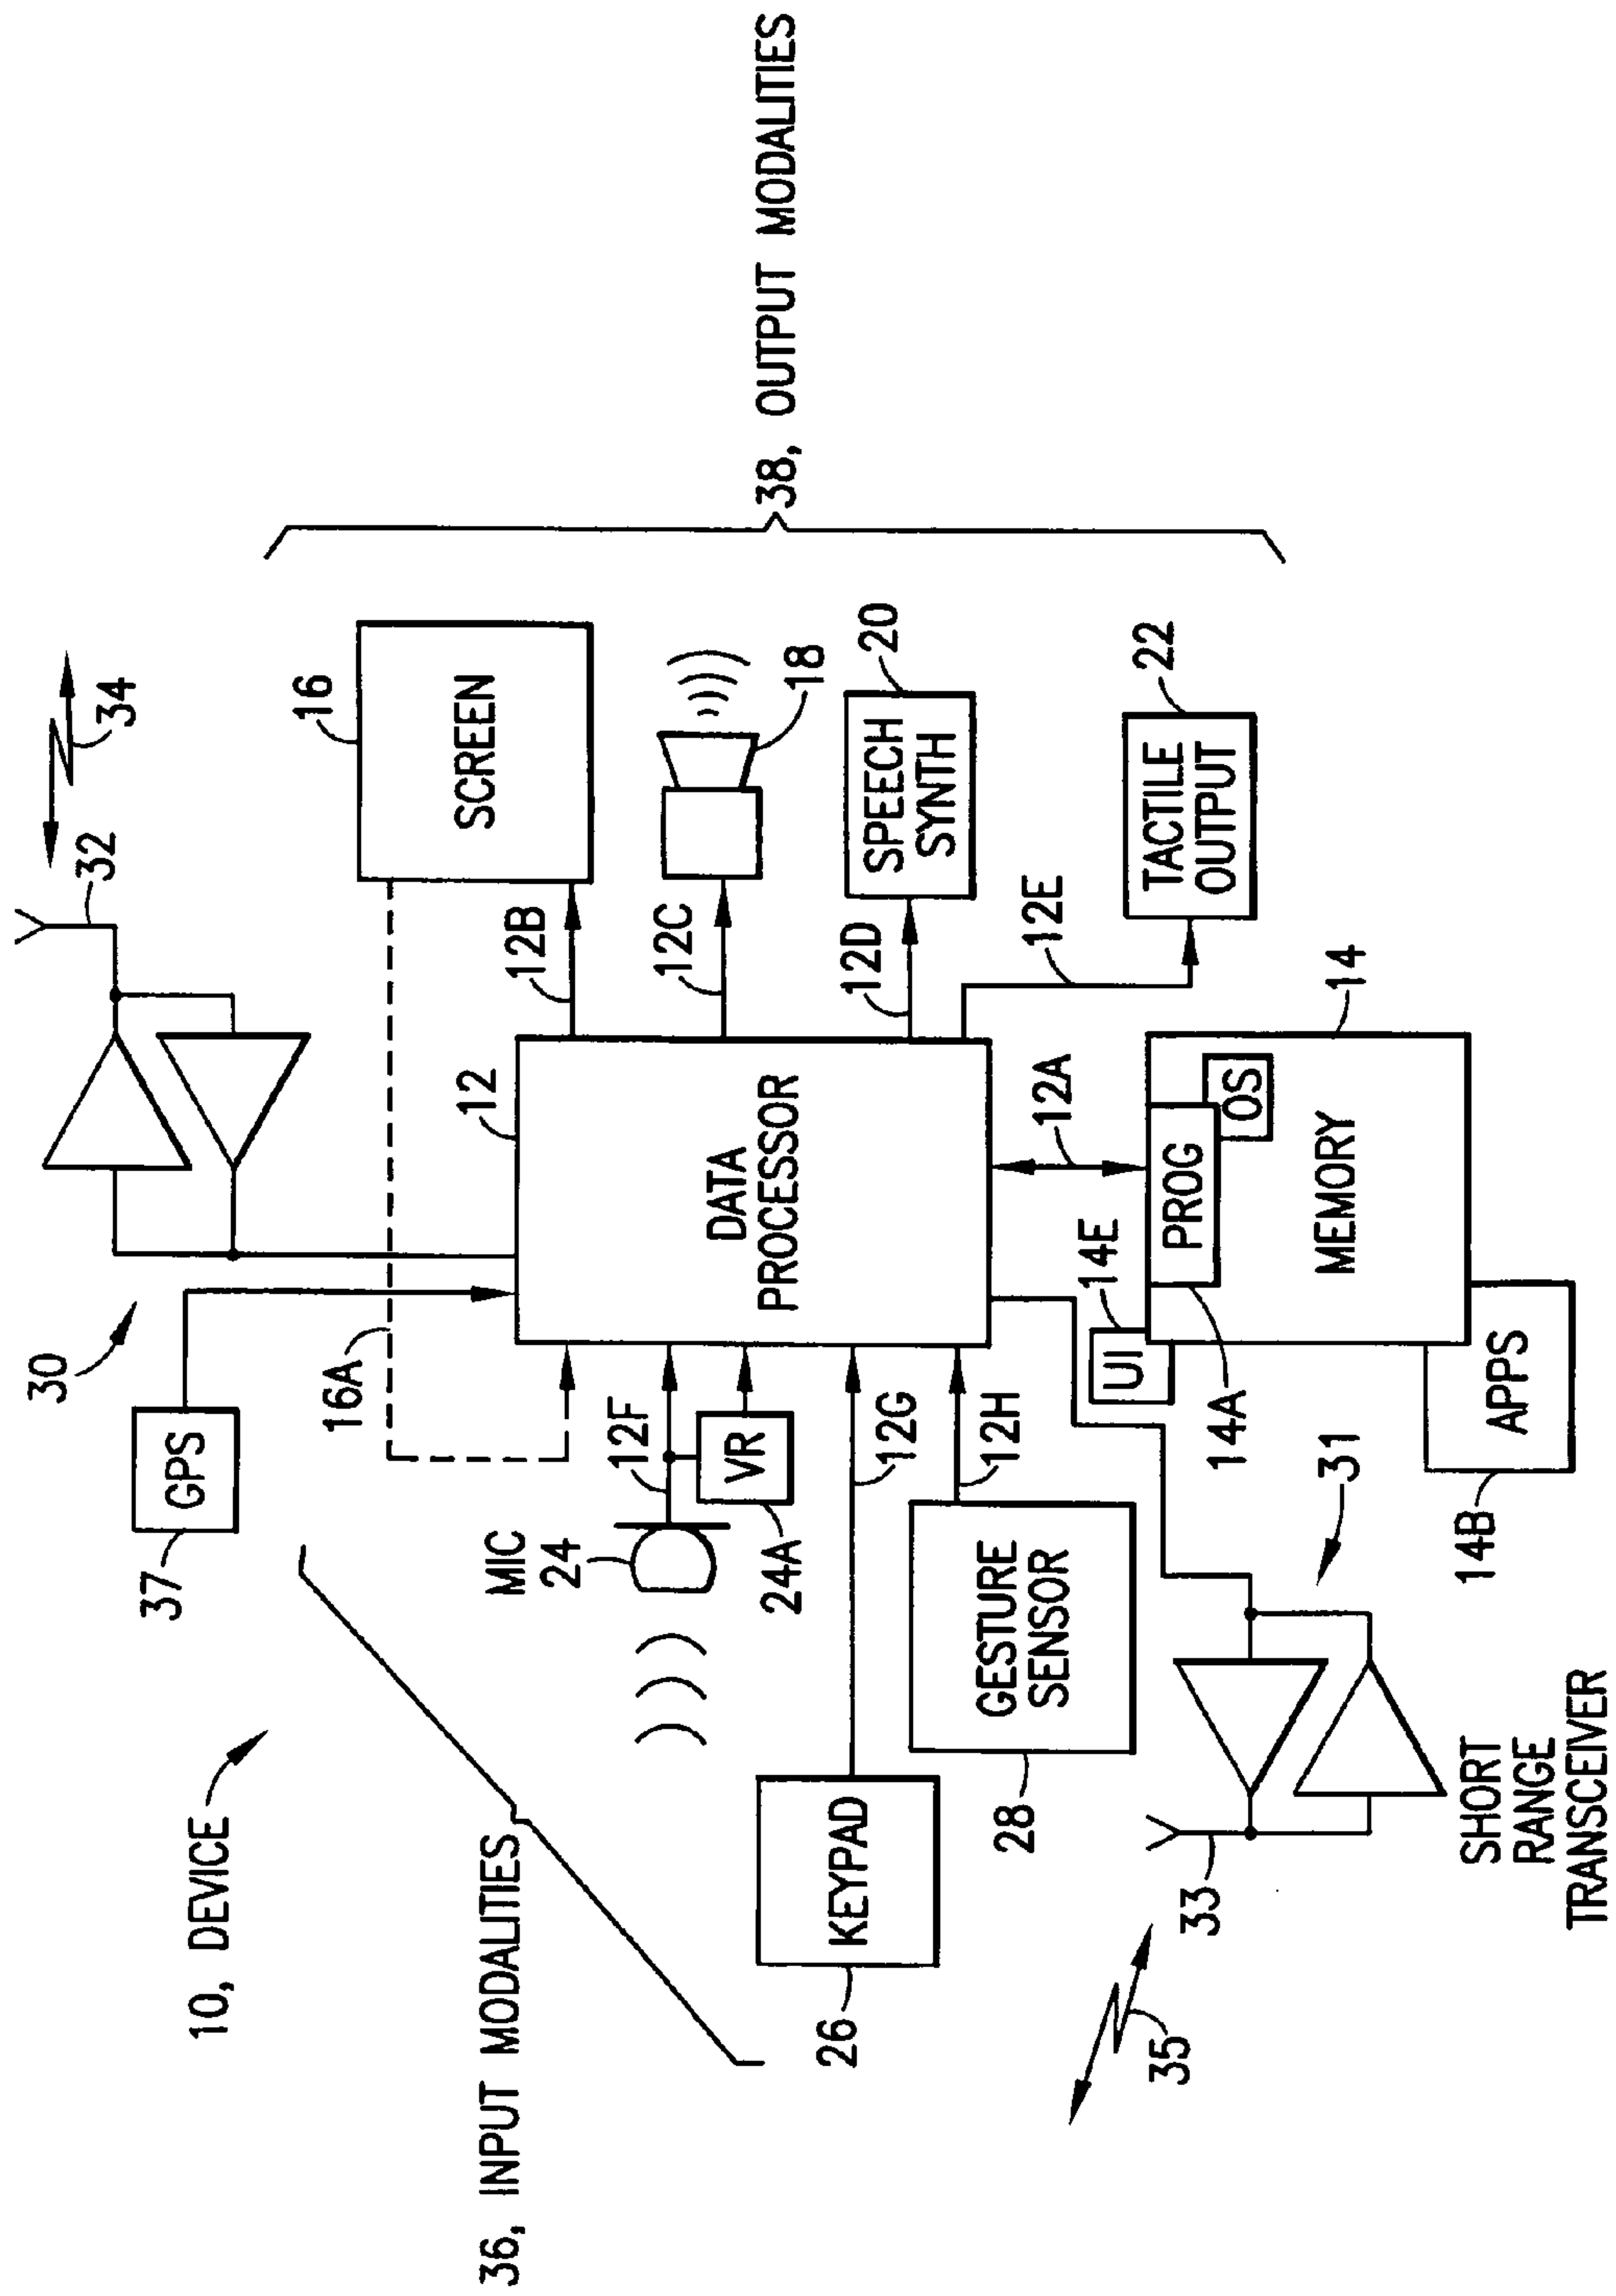 10, DEVICE
36, INPUT MODALITIES
38, OUTPUT MODALITIES
30
37
GPS
32
34
16A
16
SCREEN
12
12B
DATA
PROCESSOR
MIC
24
12F
VR
24A
12C
18
KEYPAD
26
12G
12D
SPEECH
SYNTH
20
GESTURE
SENSOR
28
12H
12E
12A
TACTILE
OUTPUT
22
UI
14E
PROG
14A
OS
MEMORY
14
APPS
14B
31
33
35
SHORT
RANGE
TRANSCEIVER